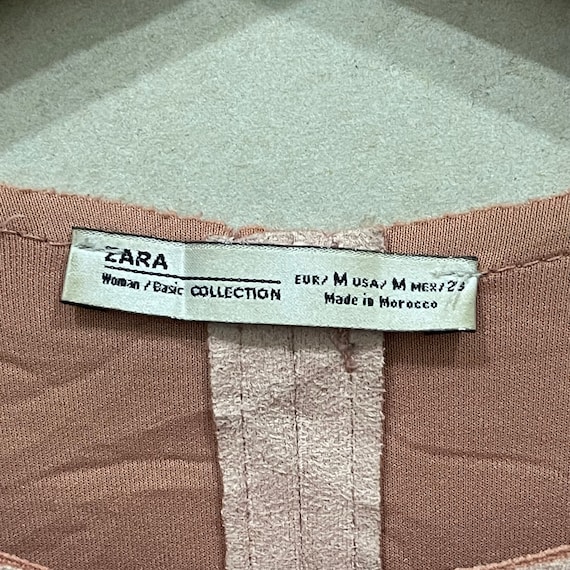 ZARA
Woman / Basic COLLECTION
EUR/ M USA/ M MEX/ 28
Made in Morocco